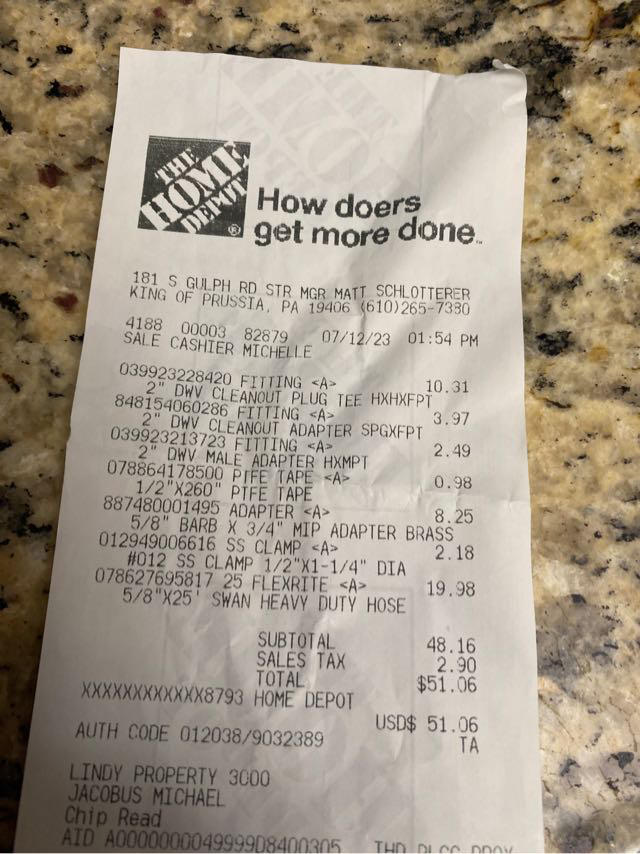 THE
HOME
DEPOT
®
How doers
get more done™
181 S GULPH RD STR MGR MATT SCHLOTTERER
KING OF PRUSSIA, PA 19406 (610)265-7380
4188 00003 82879 07/12/23 01:54 PM
SALE CASHIER MICHELLE
039923228420 FITTING <A> 10.31
2" DWV CLEANOUT PLUG TEE HXHXFPT
848154060286 FITTING <A> 3.97
2" DWV CLEANOUT ADAPTER SPGXFPT
039923213723 FITTING <A> 2.49
2" DWV MALE ADAPTER HXMPT
078864178500 PTFE TAPE <A> 0.98
1/2"X260" PTFE TAPE
887480001495 ADAPTER <A> 8.25
5/8" BARB X 3/4" MIP ADAPTER BRASS
012949006616 SS CLAMP <A> 2.18
#012 SS CLAMP 1/2"X1-1/4" DIA
078627695817 25 FLEXRITE <A> 19.98
5/8"X25' SWAN HEAVY DUTY HOSE
SUBTOTAL 48.16
SALES TAX 2.90
TOTAL $51.06
XXXXXXXXXXXX8793 HOME DEPOT
USD$ 51.06
AUTH CODE 012038/9032389 TA
LINDY PROPERTY 3000
JACOBUS MICHAEL
Chip Read
AID A0000000049999D8400305 THD PLCC PROX